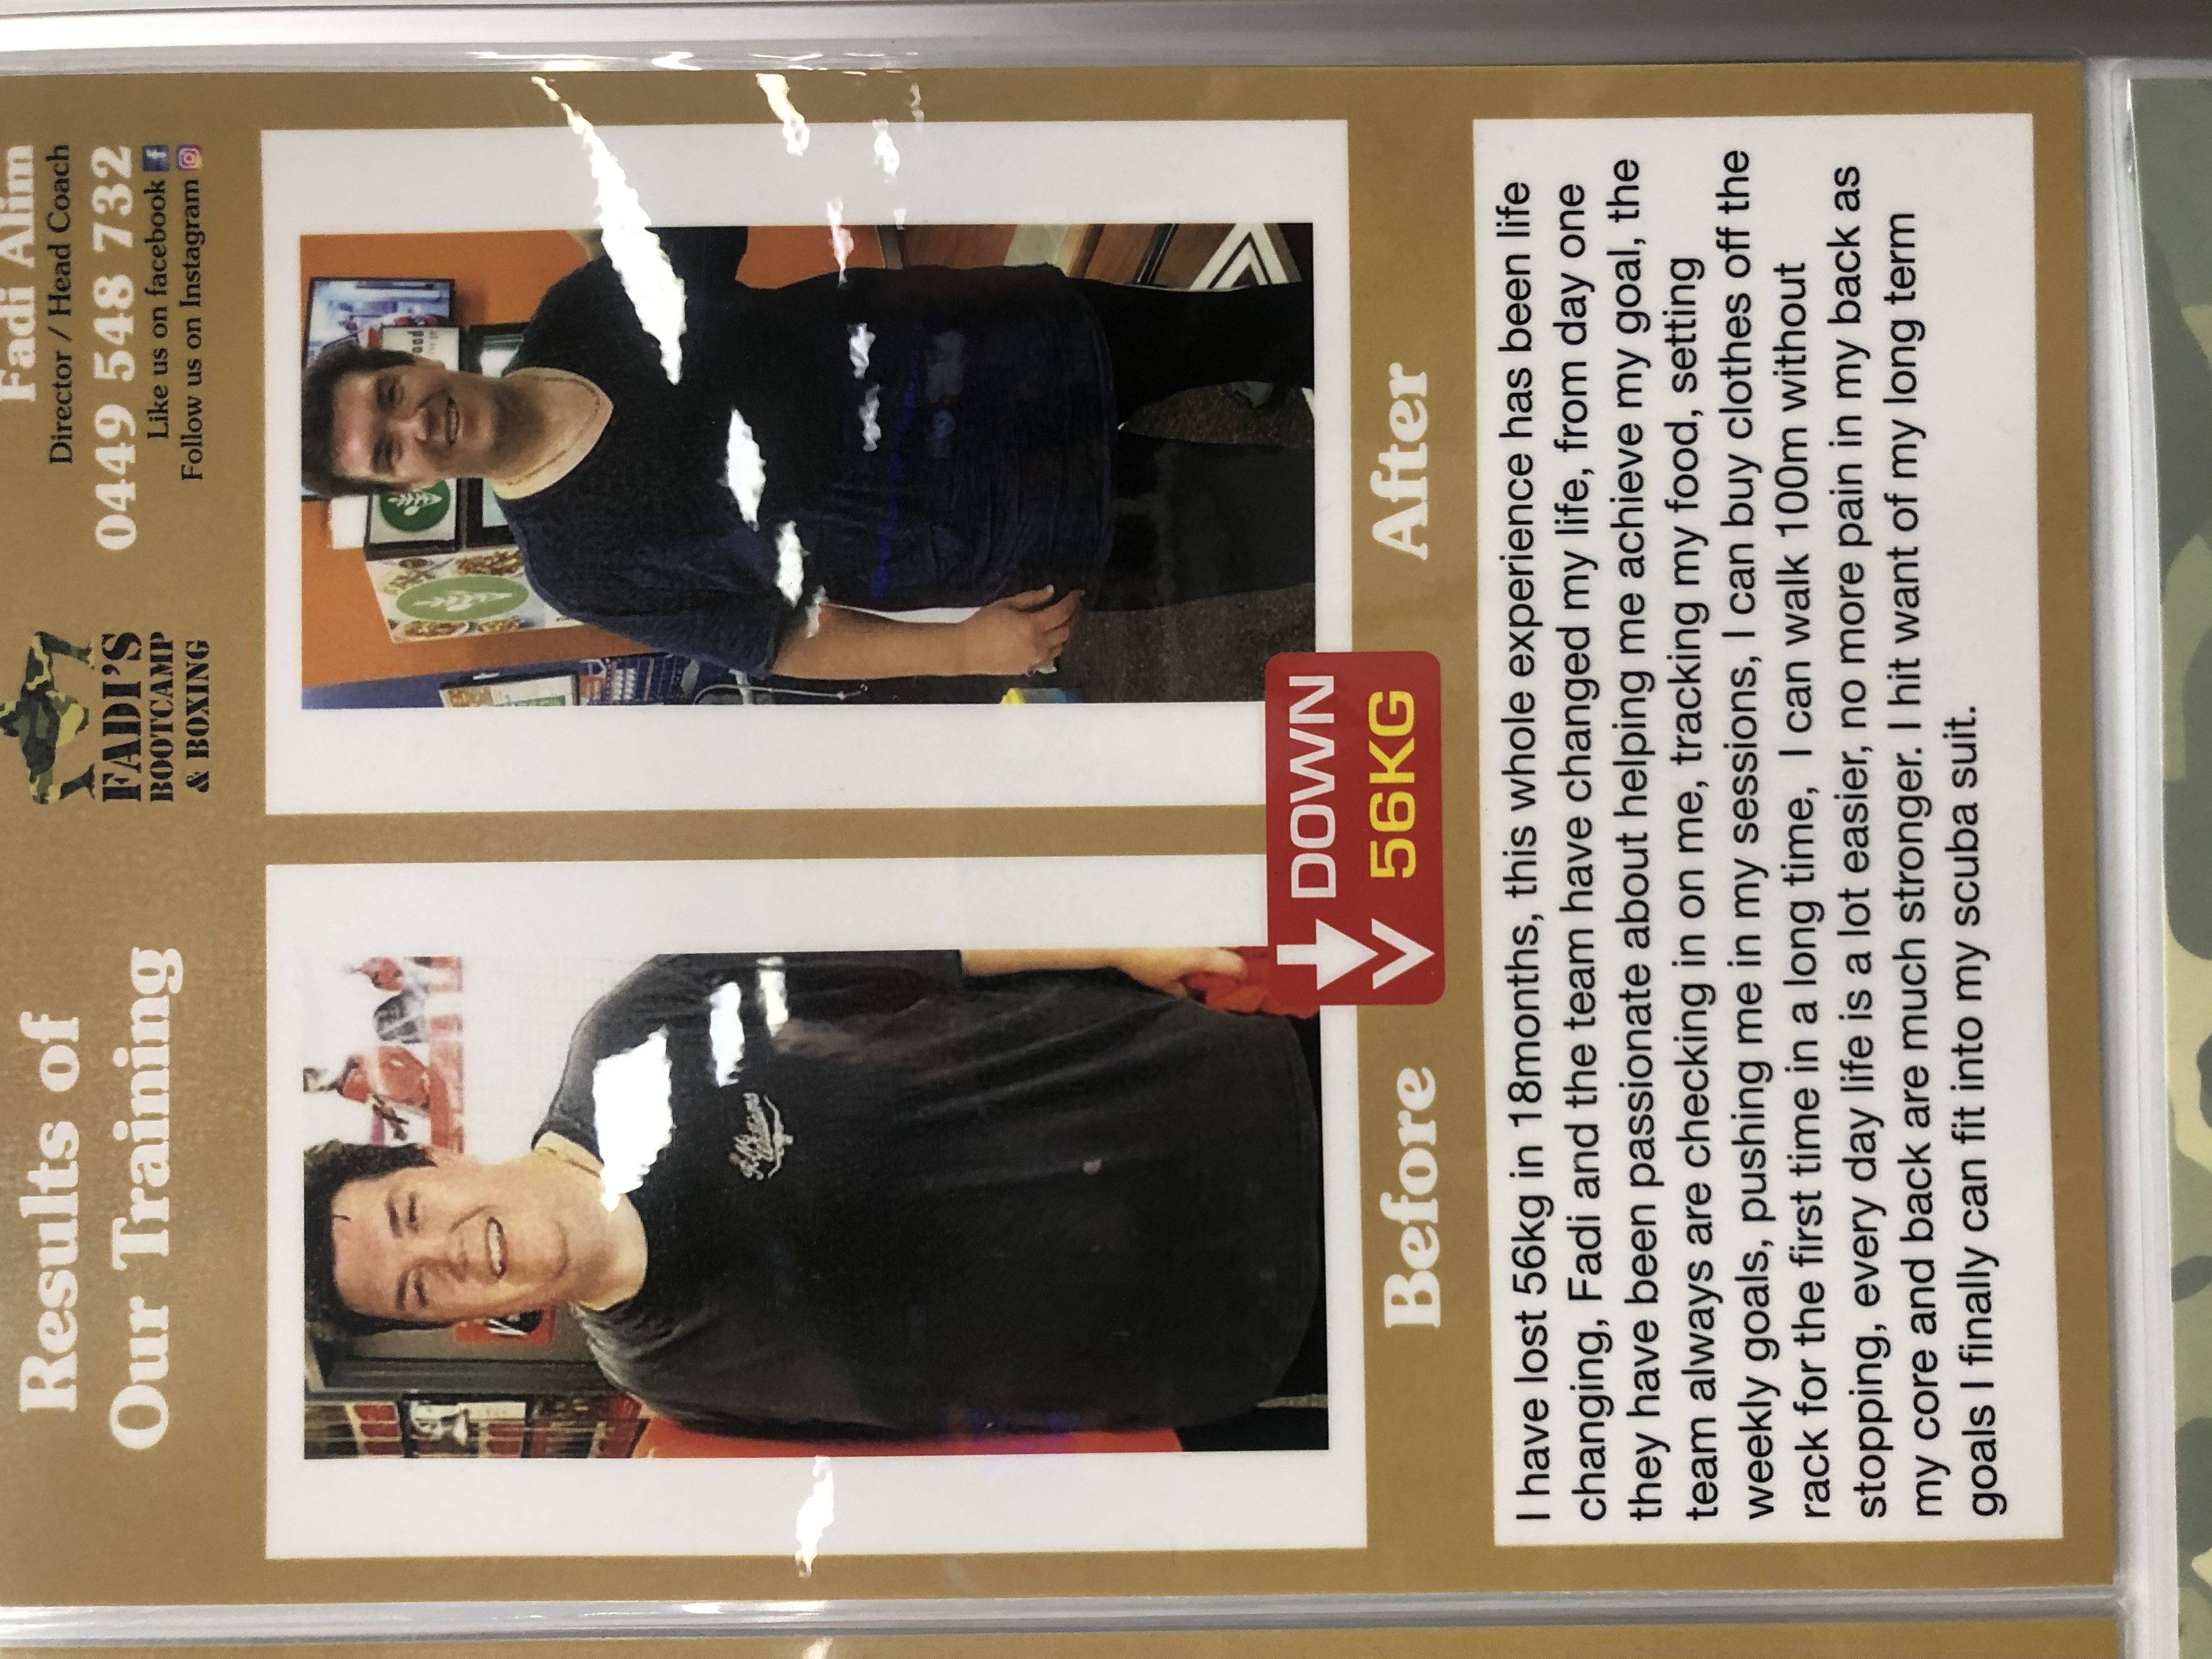 Results of
Our Training
FADI'S
BOOTCAMP
& BOXING
Fadi Alim
Director / Head Coach
0449 548 732
Like us on facebook
Follow us on Instagram
DOWN
56KG
Before
After
I have lost 56kg in 18months, this whole experience has been life
changing, Fadi and the team have changed my life, from day one
they have been passionate about helping me achieve my goal, the
team always are checking in on me, tracking my food, setting
weekly goals, pushing me in my sessions, I can buy clothes off the
rack for the first time in a long time,  I can walk 100m without
stopping, every day life is a lot easier, no more pain in my back as
my core and back are much stronger. I hit want of my long term
goals I finally can fit into my scuba suit.